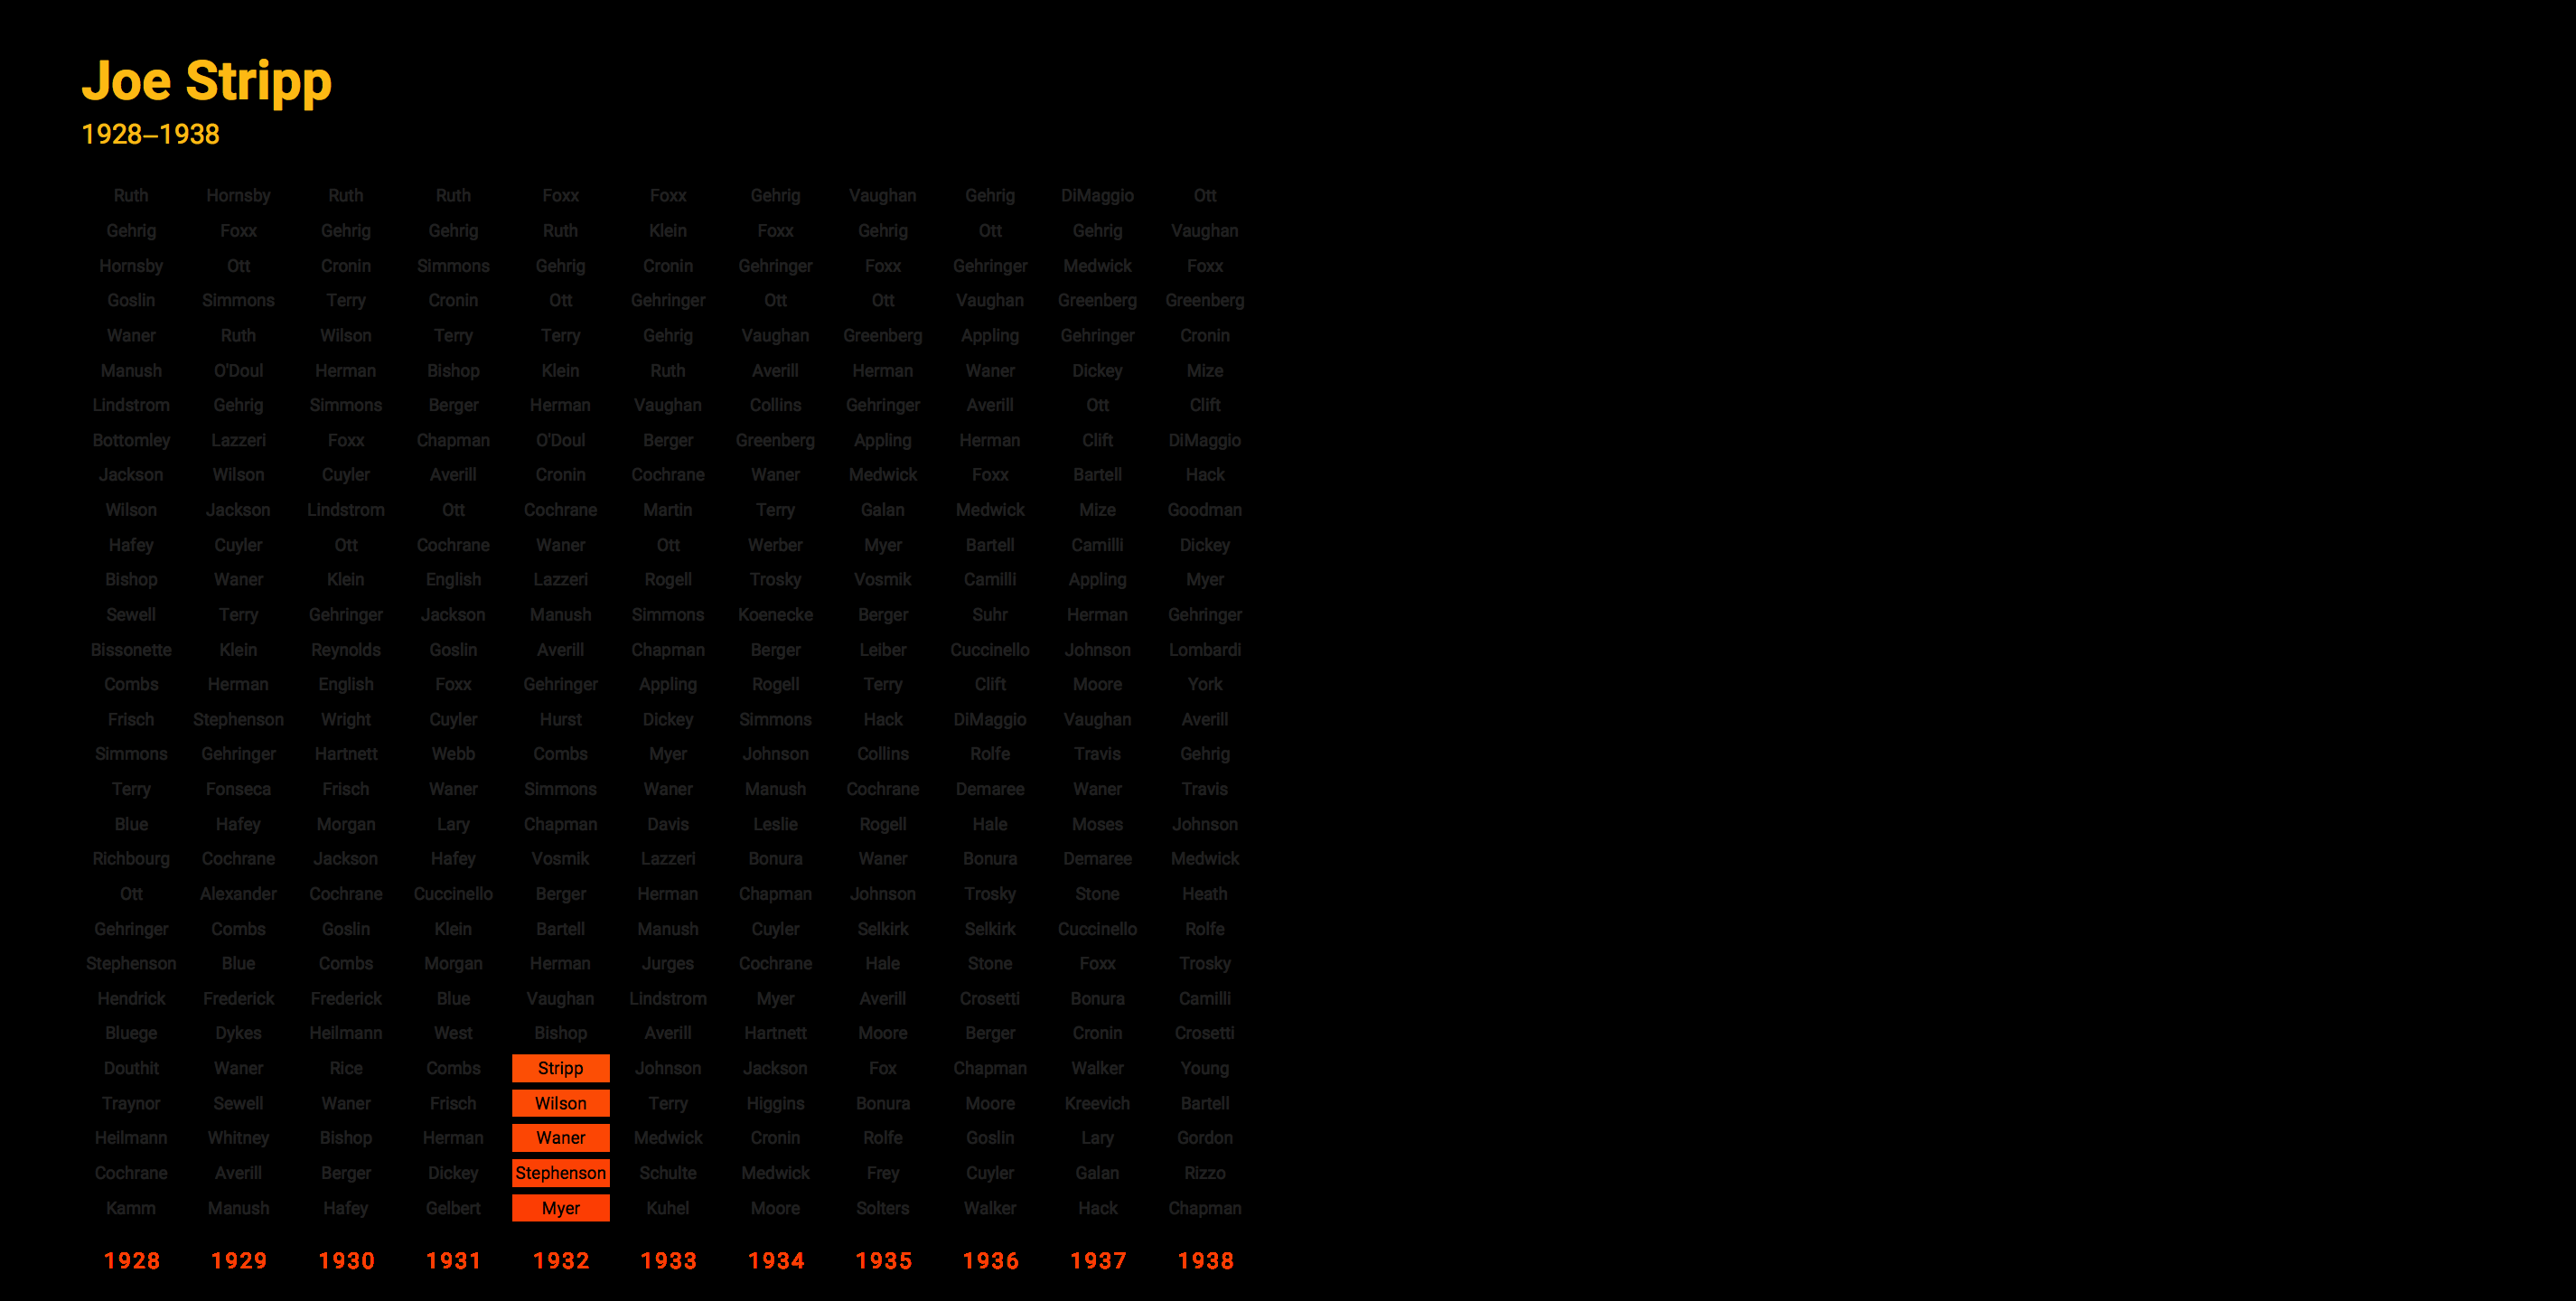 Joe Stripp
1928–1938
Ruth Hornsby Ruth Ruth Foxx Foxx Gehrig Vaughan Gehrig DiMaggio Ott
Gehrig Foxx Gehrig Gehrig Ruth Klein Foxx Gehrig Ott Gehrig Vaughan
Hornsby Ott Cronin Simmons Gehrig Cronin Gehringer Foxx Gehringer Medwick Foxx
Goslin Simmons Terry Cronin Ott Gehringer Ott Ott Vaughan Greenberg Greenberg
Waner Ruth Wilson Terry Terry Gehrig Vaughan Greenberg Appling Gehringer Cronin
Manush O'Doul Herman Bishop Klein Ruth Averill Herman Waner Dickey Mize
Lindstrom Gehrig Simmons Berger Herman Vaughan Collins Gehringer Averill Ott Clift
Bottomley Lazzeri Foxx Chapman O'Doul Berger Greenberg Appling Herman Clift DiMaggio
Jackson Wilson Cuyler Averill Cronin Cochrane Waner Medwick Foxx Bartell Hack
Wilson Jackson Lindstrom Ott Cochrane Martin Terry Galan Medwick Mize Goodman
Hafey Cuyler Ott Cochrane Waner Ott Werber Myer Bartell Camilli Dickey
Bishop Waner Klein English Lazzeri Rogell Trosky Vosmik Camilli Appling Myer
Sewell Terry Gehringer Jackson Manush Simmons Koenecke Berger Suhr Herman Gehringer
Bissonette Klein Reynolds Goslin Averill Chapman Berger Leiber Cuccinello Johnson Lombardi
Combs Herman English Foxx Gehringer Appling Rogell Terry Clift Moore York
Frisch Stephenson Wright Cuyler Hurst Dickey Simmons Hack DiMaggio Vaughan Averill
Simmons Gehringer Hartnett Webb Combs Myer Johnson Collins Rolfe Travis Gehrig
Terry Fonseca Frisch Waner Simmons Waner Manush Cochrane Demaree Waner Travis
Blue Hafey Morgan Lary Chapman Davis Leslie Rogell Hale Moses Johnson
Richbourg Cochrane Jackson Hafey Vosmik Lazzeri Bonura Waner Bonura Demaree Medwick
Ott Alexander Cochrane Cuccinello Berger Herman Chapman Johnson Trosky Stone Heath
Gehringer Combs Goslin Klein Bartell Manush Cuyler Selkirk Selkirk Cuccinello Rolfe
Stephenson Blue Combs Morgan Herman Jurges Cochrane Hale Stone Foxx Trosky
Hendrick Frederick Frederick Blue Vaughan Lindstrom Myer Averill Crosetti Bonura Camilli
Bluege Dykes Heilmann West Bishop Averill Hartnett Moore Berger Cronin Crosetti
Douthit Waner Rice Combs Stripp Johnson Jackson Fox Chapman Walker Young
Traynor Sewell Waner Frisch Wilson Terry Higgins Bonura Moore Kreevich Bartell
Heilmann Whitney Bishop Herman Waner Medwick Cronin Rolfe Goslin Lary Gordon
Cochrane Averill Berger Dickey Stephenson Schulte Medwick Frey Cuyler Galan Rizzo
Kamm Manush Hafey Gelbert Myer Kuhel Moore Solters Walker Hack Chapman
1928 1929 1930 1931 1932 1933 1934 1935 1936 1937 1938